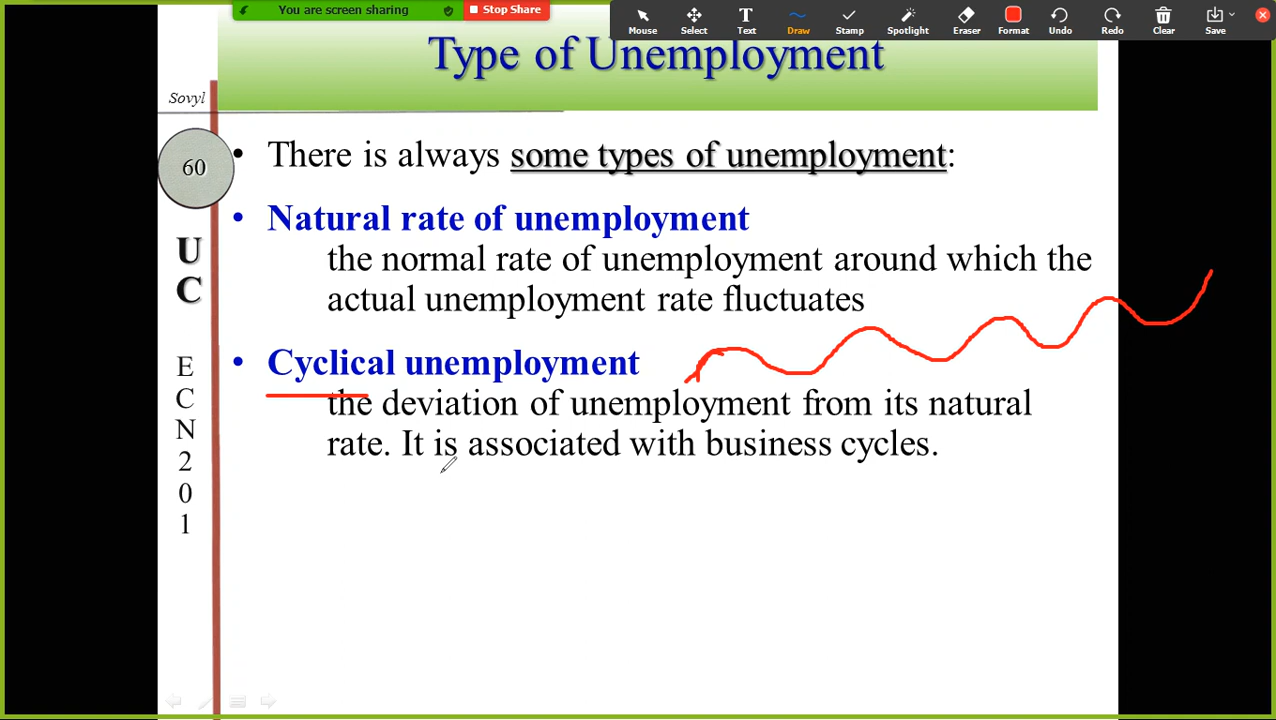 You are screen sharing
Stop Share
Mouse
Select
Text
Draw
Stamp
Spotlight
Eraser
Format
Undo
Redo
Clear
Save
Type of Unemployment
Sovyl
60
U
C
E
C
N
2
0
1
• There is always some types of unemployment:
• Natural rate of unemployment
the normal rate of unemployment around which the
actual unemployment rate fluctuates
• Cyclical unemployment
the deviation of unemployment from its natural
rate. It is associated with business cycles.